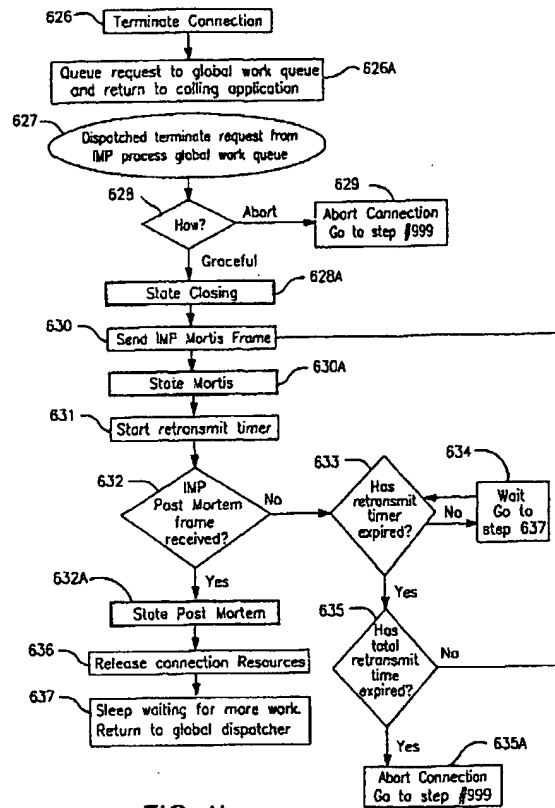 626
Terminate Connection
Queue request to global work queue
and return to calling application
626A
627
Dispatched terminate request from
IMP process global work queue
628
How?
Abort
629
Abort Connection
Go to step #999
Graceful
State Closing
628A
630
Send IMP Mortis Frame
State Mortis
630A
631
Start retransmit timer
632
IMP
Post Mortem
frame
received?
No
633
Has
retransmit
timer
expired?
No
634
Wait
Go to
step 637
Yes
632A
State Post Mortem
Yes
635
Has
total
retransmit
time
expired?
No
636
Release connection Resources
637
Sleep waiting for more work.
Return to global dispatcher
Yes
635A
Abort Connection
Go to step #999